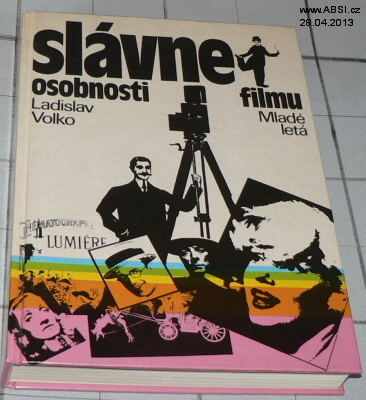 www.ABSI.cz
28.04.2013
slávne
osobnosti filmu
Ladislav
Volko
Mladé
letá
LUMIÈRE